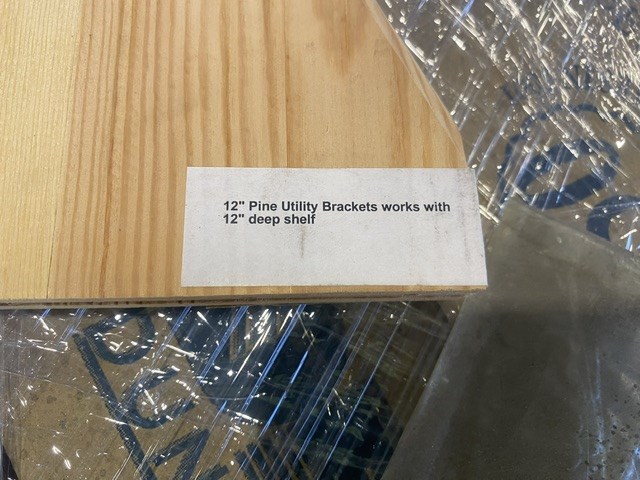 12" Pine Utility Brackets works with
12" deep shelf